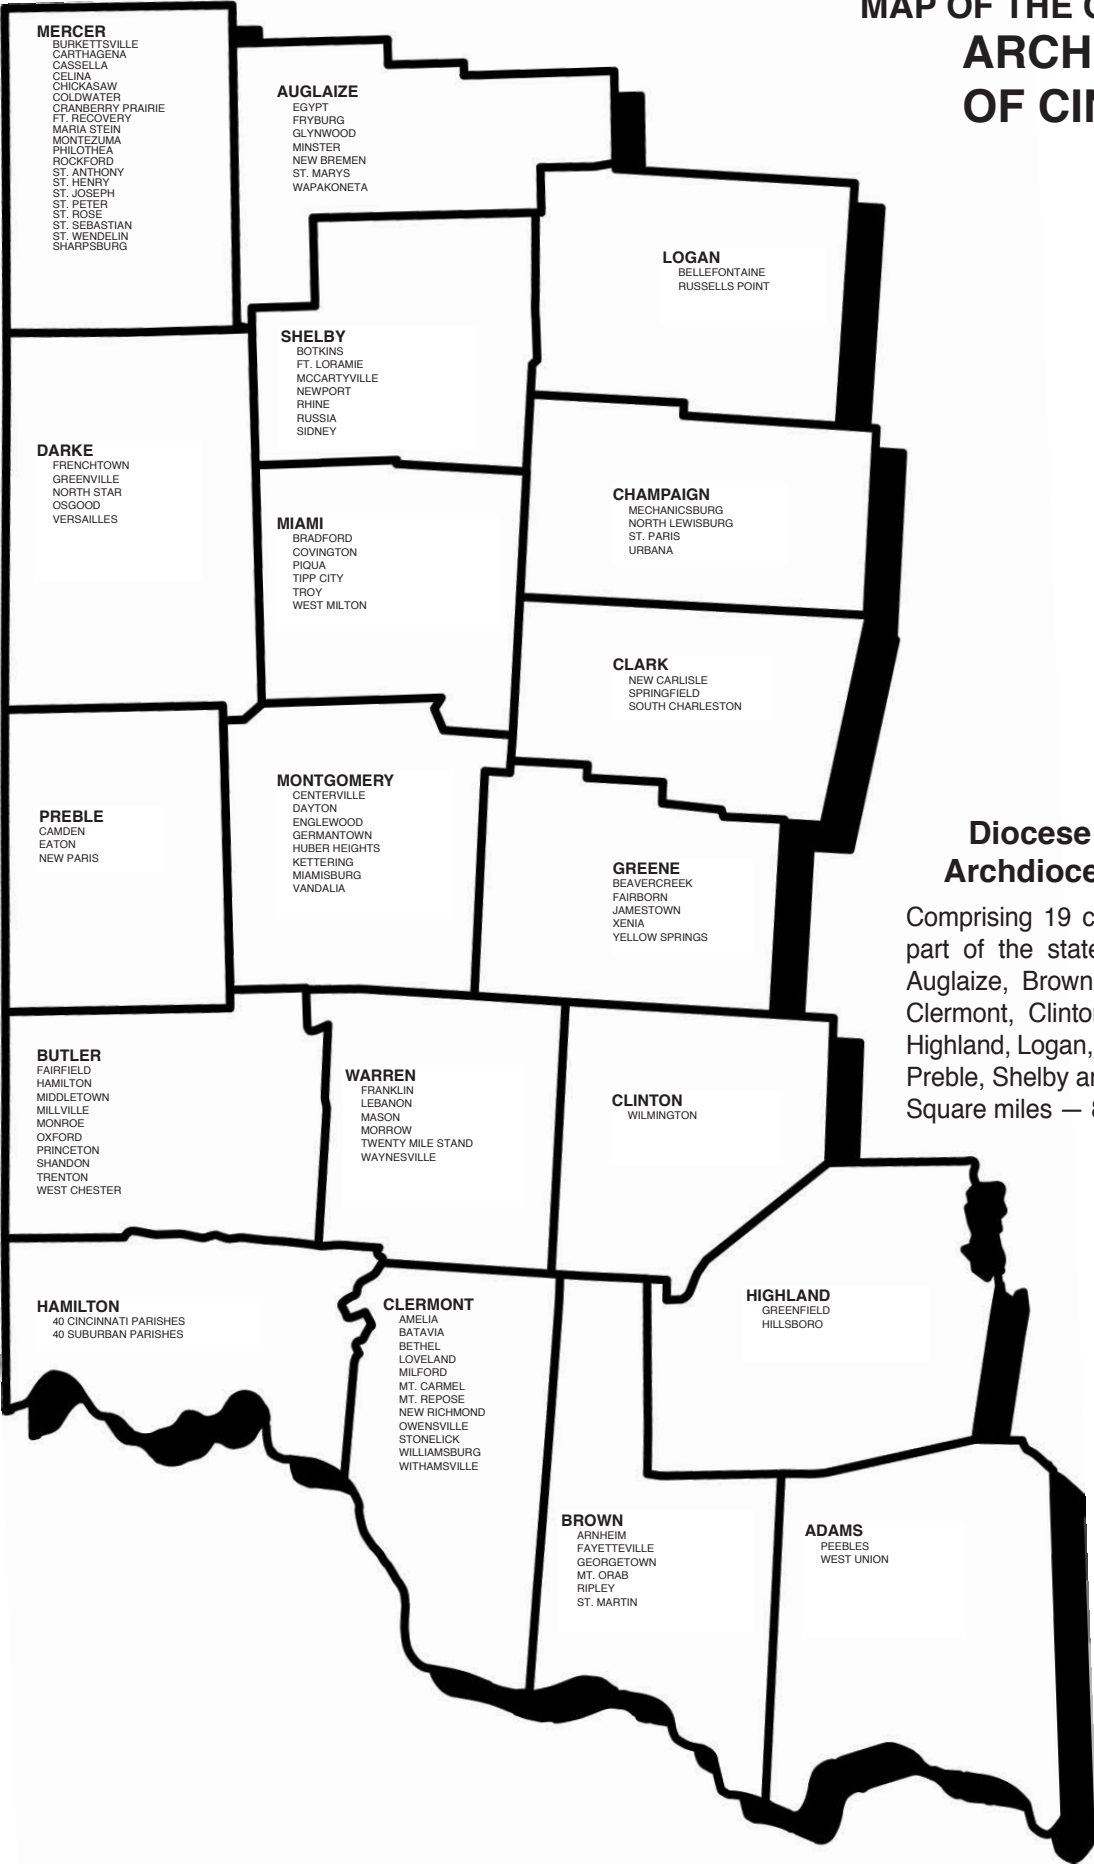 MAP OF THE
ARCH
OF CIN
MERCER
BURKETTSVILLE
CARTHAGENA
CASSELLA
CELINA
CHICKASAW
COLDWATER
CRANBERRY PRAIRIE
FT. RECOVERY
MARIA STEIN
MONTEZUMA
PHILOTHEA
ROCKFORD
ST. ANTHONY
ST. HENRY
ST. JOSEPH
ST. PETER
ST. ROSE
ST. SEBASTIAN
ST. WENDELIN
SHARPSBURG
AUGLAIZE
EGYPT
FRYBURG
GLYNWOOD
MINSTER
NEW BREMEN
ST. MARYS
WAPAKONETA
LOGAN
BELLEFONTAINE
RUSSELLS POINT
SHELBY
BOTKINS
FT. LORAMIE
MCCARTYVILLE
NEWPORT
RHINE
RUSSIA
SIDNEY
DARKE
FRENCHTOWN
GREENVILLE
NORTH STAR
OSGOOD
VERSAILLES
MIAMI
BRADFORD
COVINGTON
PIQUA
TIPP CITY
TROY
WEST MILTON
CHAMPAIGN
MECHANICSBURG
NORTH LEWISBURG
ST. PARIS
URBANA
CLARK
NEW CARLISLE
SPRINGFIELD
SOUTH CHARLESTON
PREBLE
CAMDEN
EATON
NEW PARIS
MONTGOMERY
CENTERVILLE
DAYTON
ENGLEWOOD
GERMANTOWN
HUBER HEIGHTS
KETTERING
MIAMISBURG
VANDALIA
GREENE
BEAVERCREEK
FAIRBORN
JAMESTOWN
XENIA
YELLOW SPRINGS
Diocese
Archdioce
Comprising 19 c
part of the state
Auglaize, Brown
Clermont, Clinton
Highland, Logan,
Preble, Shelby an
Square miles —
BUTLER
FAIRFIELD
HAMILTON
MIDDLETOWN
MILLVILLE
MONROE
OXFORD
PRINCETON
SHANDON
TRENTON
WEST CHESTER
WARREN
FRANKLIN
LEBANON
MASON
MORROW
TWENTY MILE STAND
WAYNESVILLE
CLINTON
WILMINGTON
HAMILTON
40 CINCINNATI PARISHES
40 SUBURBAN PARISHES
CLERMONT
AMELIA
BATAVIA
BETHEL
LOVELAND
MILFORD
MT. CARMEL
MT. REPOSE
NEW RICHMOND
OWENSVILLE
STONELICK
WILLIAMSBURG
WITHAMSVILLE
HIGHLAND
GREENFIELD
HILLSBORO
BROWN
ARNHEIM
FAYETTEVILLE
GEORGETOWN
MT. ORAB
RIPLEY
ST. MARTIN
ADAMS
PEEBLES
WEST UNION